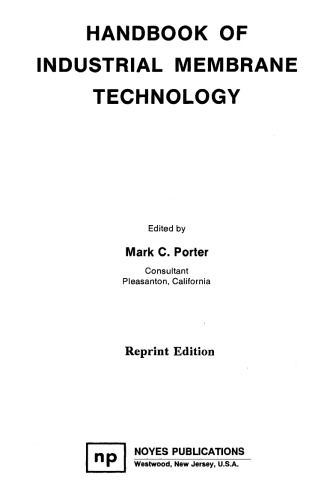 HANDBOOK OF
INDUSTRIAL MEMBRANE
TECHNOLOGY
Edited by
Mark C. Porter
Consultant
Pleasanton, California
Reprint Edition
np
NOYES PUBLICATIONS
Westwood, New Jersey, U.S.A.